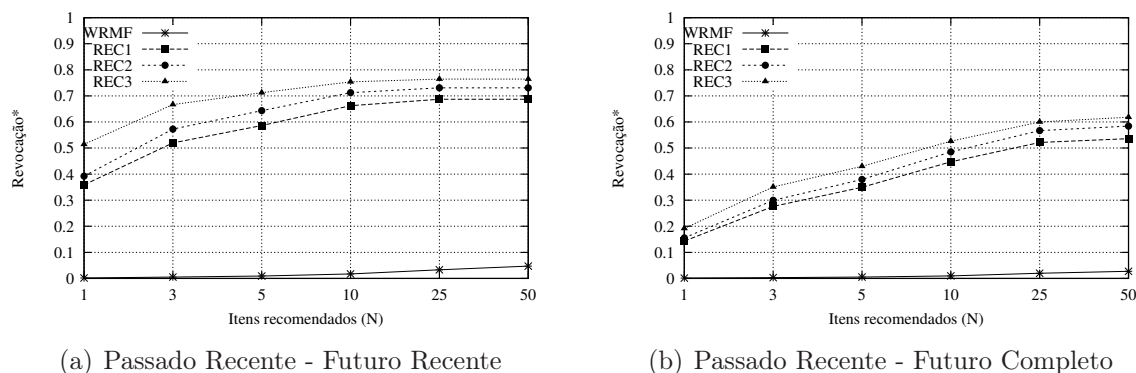 1
0.9
0.8
0.7
0.6
0.5
0.4
0.3
0.2
0.1
0
Revocação*
WRMF
REC1
REC2
REC3
1 3 5 10 25 50
Itens recomendados (N)
(a) Passado Recente - Futuro Recente
1
0.9
0.8
0.7
0.6
0.5
0.4
0.3
0.2
0.1
0
Revocação*
WRMF
REC1
REC2
REC3
1 3 5 10 25 50
Itens recomendados (N)
(b) Passado Recente - Futuro Completo